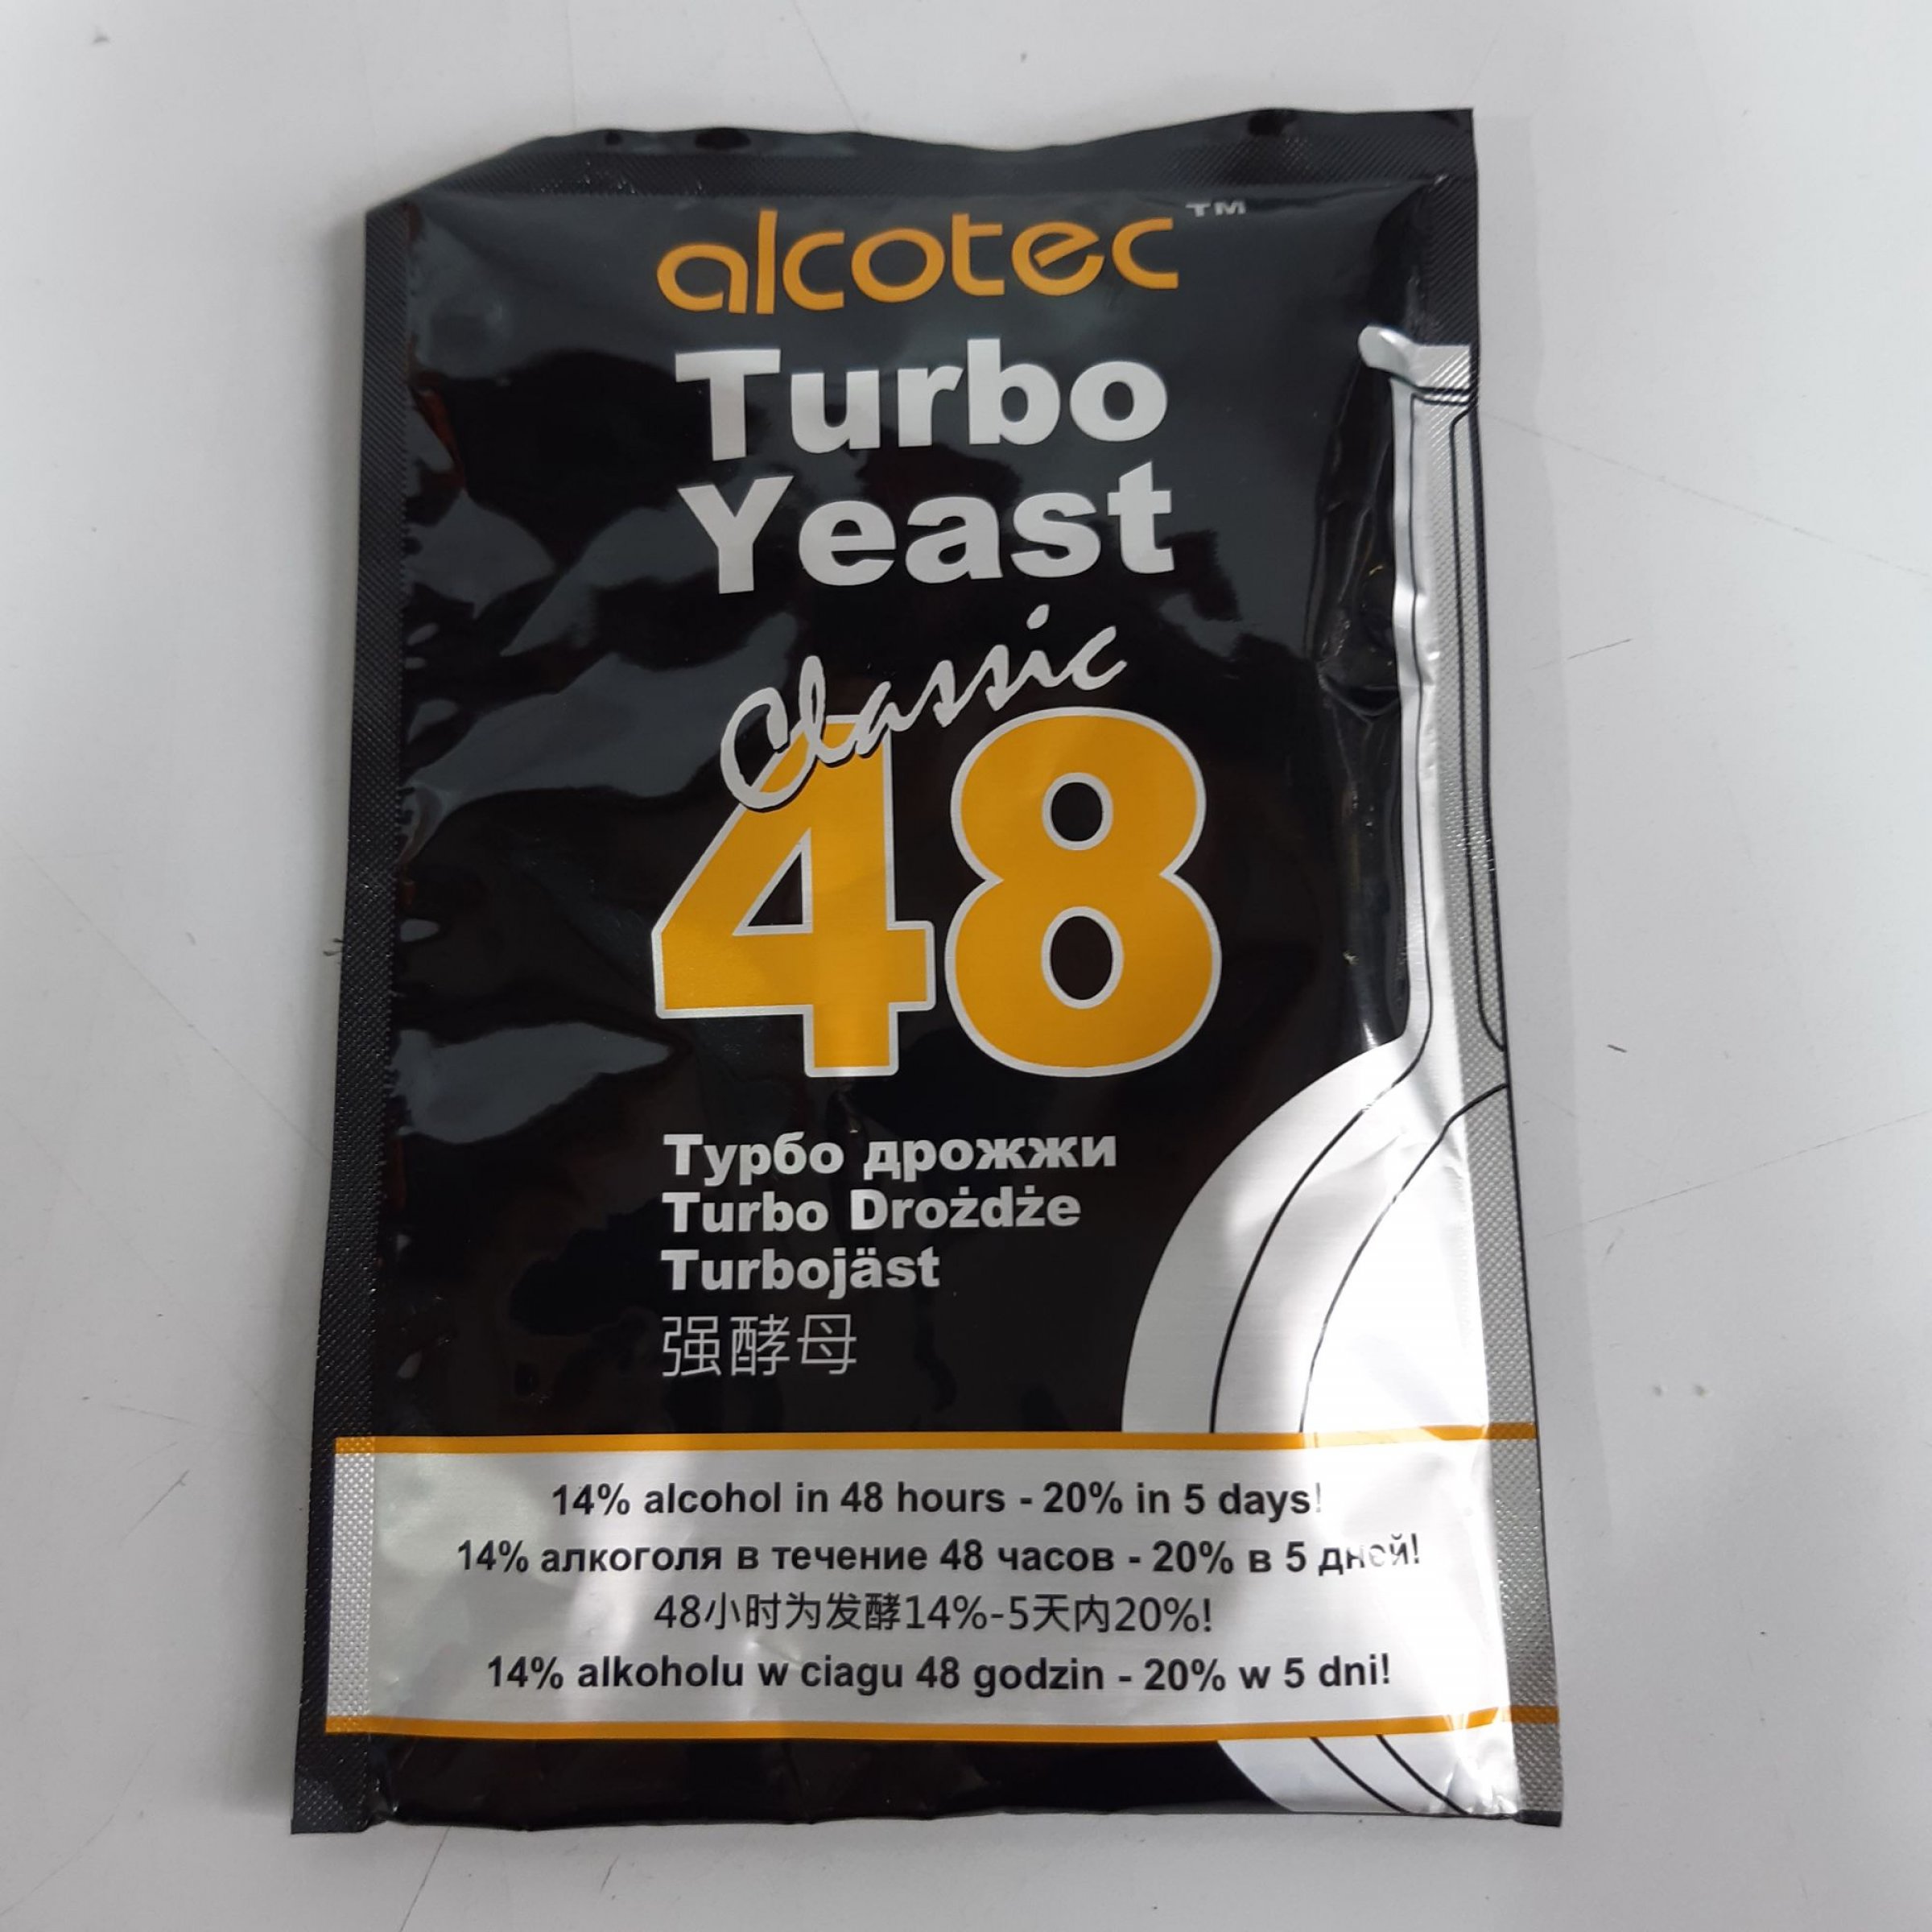 alcotec™
Turbo
Yeast
Classic
48
Турбо дрожжи
Turbo Drożdże
Turbojäst
强酵母
14% alcohol in 48 hours - 20% in 5 days!
14% алкоголя в течение 48 часов - 20% в 5 дней!
48小时为发酵14%-5天内20%!
14% alkoholu w ciagu 48 godzin - 20% w 5 dni!